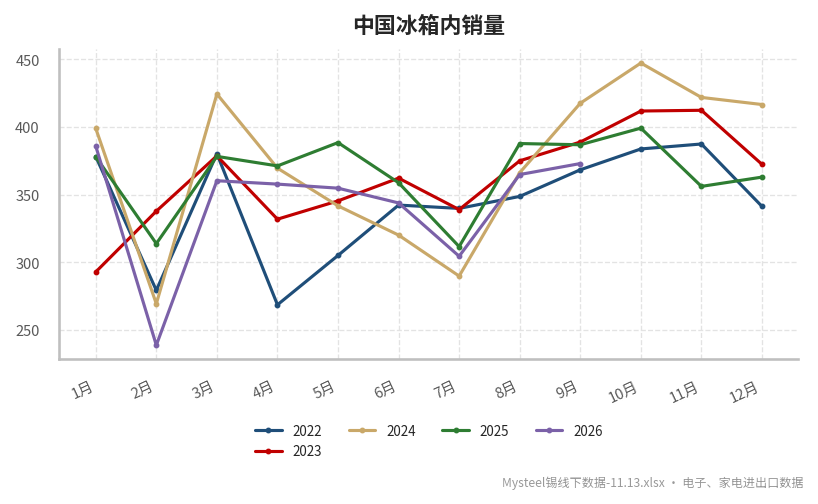 中国冰箱内销量
450
400
350
300
250
1月 2月 3月 4月 5月 6月 7月 8月 9月 10月 11月 12月
2022 2024 2025 2026
2023
Mysteel锡线下数据-11.13.xlsx · 电子、家电进出口数据